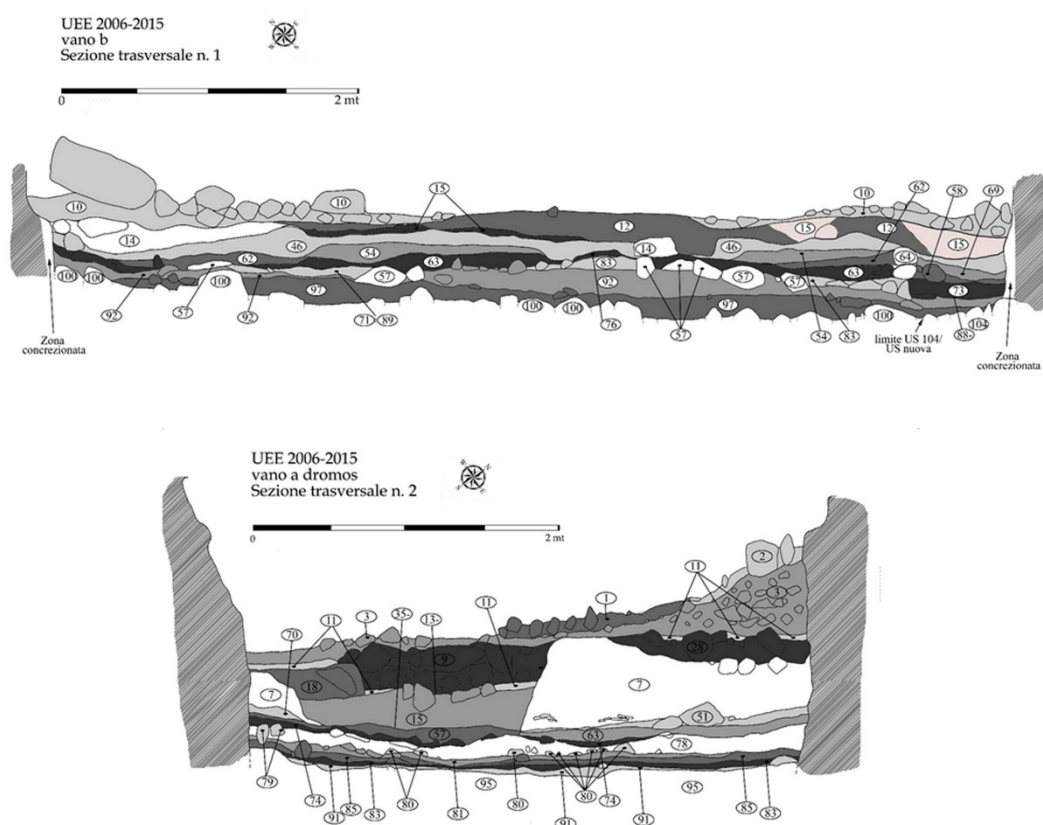 UEE 2006-2015
vano b
Sezione trasversale n. 1
0 2 mt
10 10 15 10 62 58 69
14 46 54 63 62 12 14 46 15 12 15 64
100 100 57 100 57 83 92 57 57 63 73
92 57 92 97 71-89 100 100 76 57 97 54 83 100 88- 104
Zona
concrezionata
limite US 104/
US nuova
Zona
concrezionata
UEE 2006-2015
vano a dromos
Sezione trasversale n. 2
0 2 mt
2
70 11 3 35- 13- 11 1 11 3
9 28
7 18 7
15 51
57 63 78
79 74 85 83 80 81 95 80 80 74 95 85 83
91 91 91